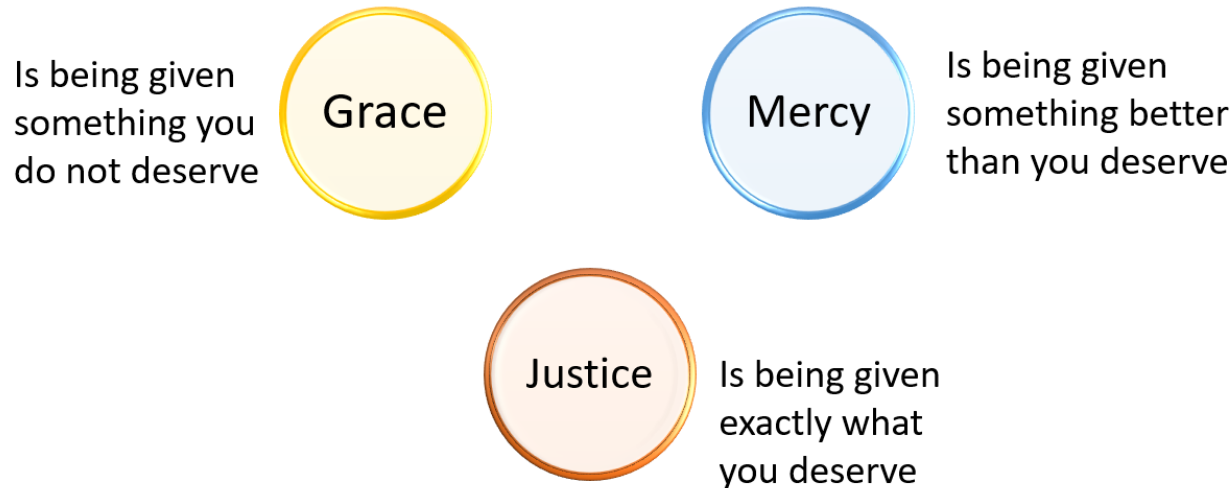 Is being given
something you
do not deserve
Grace
Mercy
Is being given
something better
than you deserve
Justice
Is being given
exactly what
you deserve